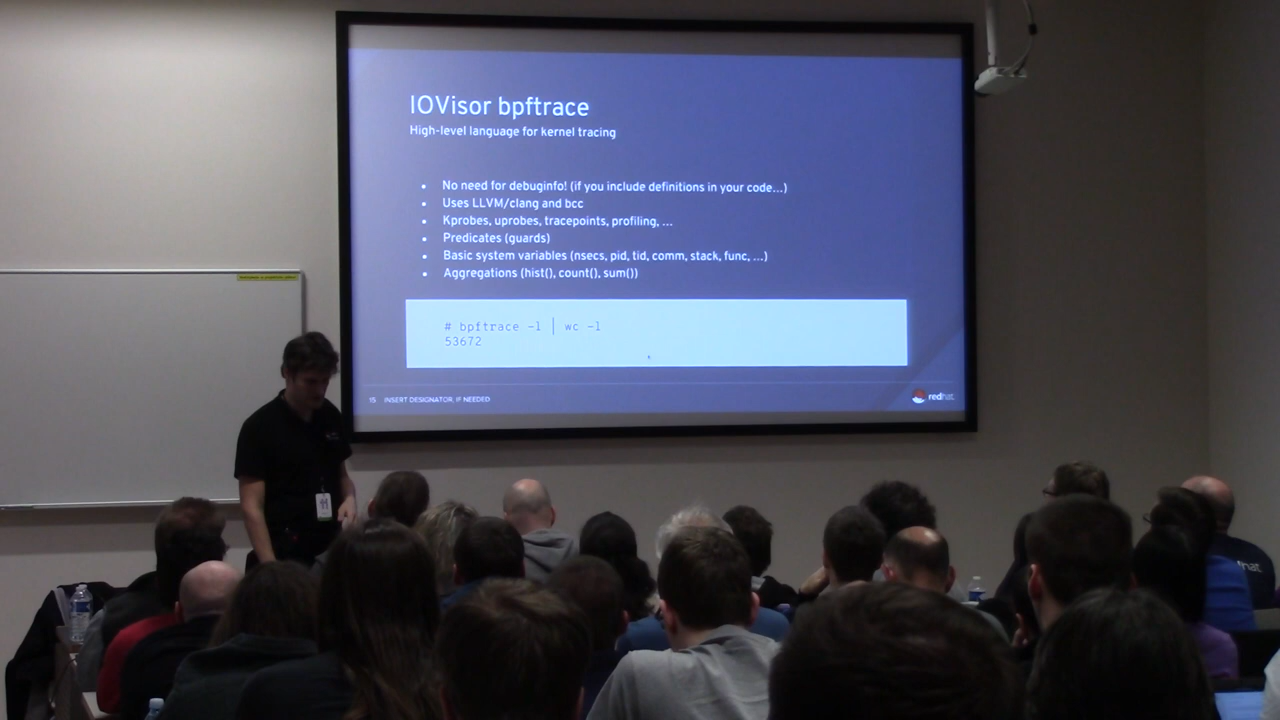 IOVisor bpftrace
High-level language for kernel tracing
• No need for debuginfo! (if you include definitions in your code...)
• Uses LLVM/clang and bcc
• Kprobes, uprobes, tracepoints, profiling, ...
• Predicates (guards)
• Basic system variables (nsecs, pid, tid, comm, stack, func, ...)
• Aggregations (hist(), count(), sum())
# bpftrace -l | wc -l
53672
15 INSERT DESIGNATOR, IF NEEDED
redhat.
hat.